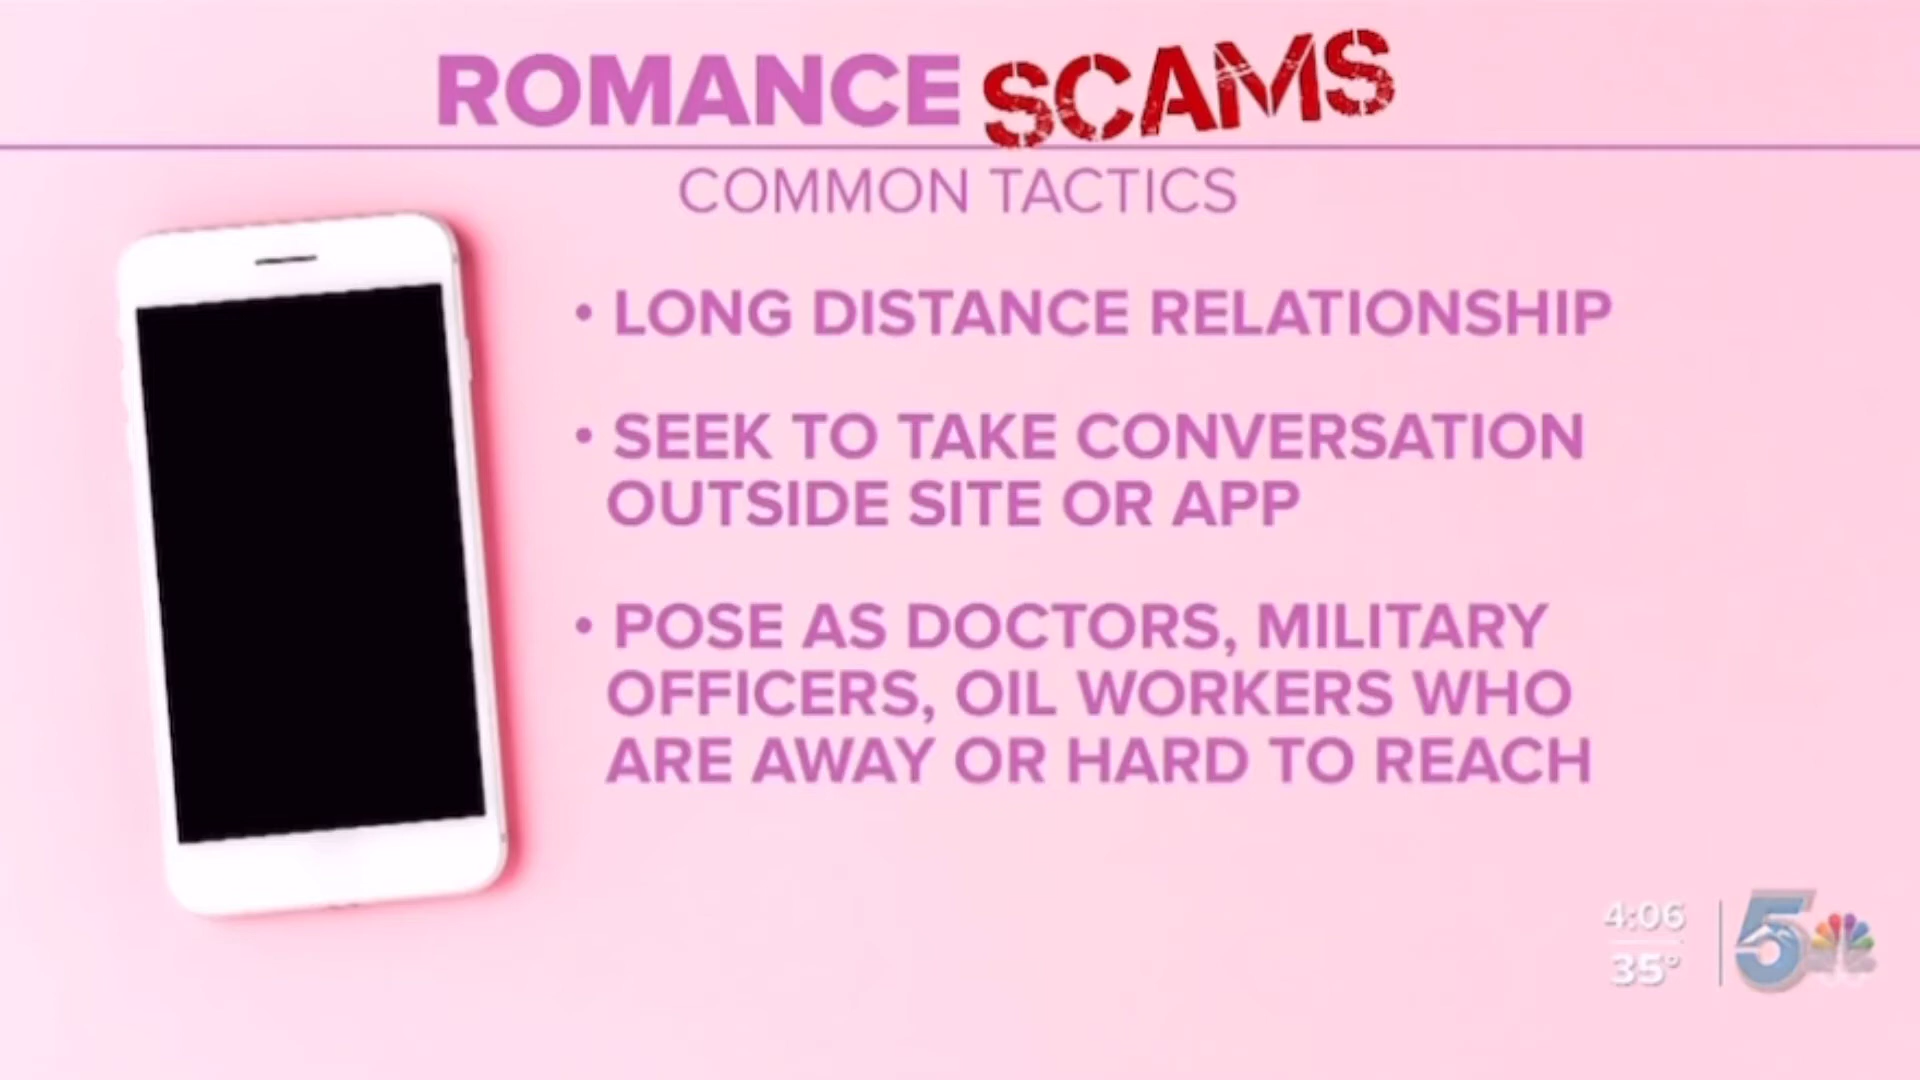 ROMANCE SCAMS
COMMON TACTICS
• LONG DISTANCE RELATIONSHIP
• SEEK TO TAKE CONVERSATION
OUTSIDE SITE OR APP
• POSE AS DOCTORS, MILITARY
OFFICERS, OIL WORKERS WHO
ARE AWAY OR HARD TO REACH
4:06
35°
5